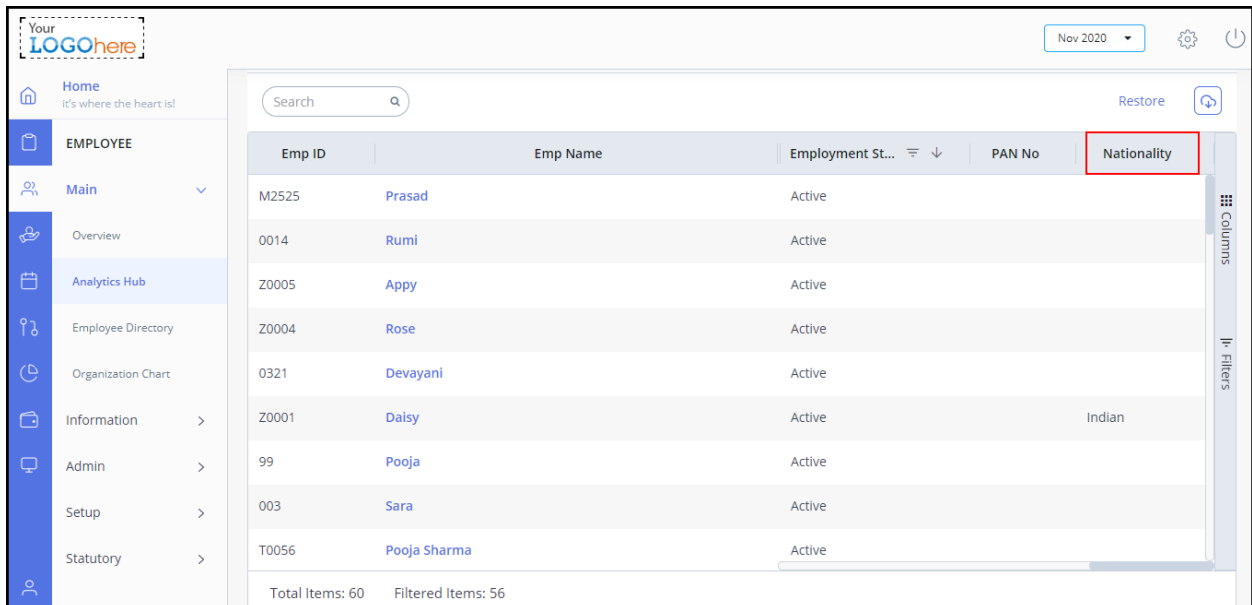 Your
LOGOhere
Nov 2020
Home
it's where the heart is!
EMPLOYEE
Main
Overview
Analytics Hub
Employee Directory
Organization Chart
Information
Admin
Setup
Statutory
Search
Restore
Emp ID Emp Name Employment St... PAN No Nationality
M2525 Prasad Active
0014 Rumi Active
Z0005 Appy Active
Z0004 Rose Active
0321 Devayani Active
Z0001 Daisy Active Indian
99 Pooja Active
003 Sara Active
T0056 Pooja Sharma Active
Columns
Filters
Total Items: 60 Filtered Items: 56